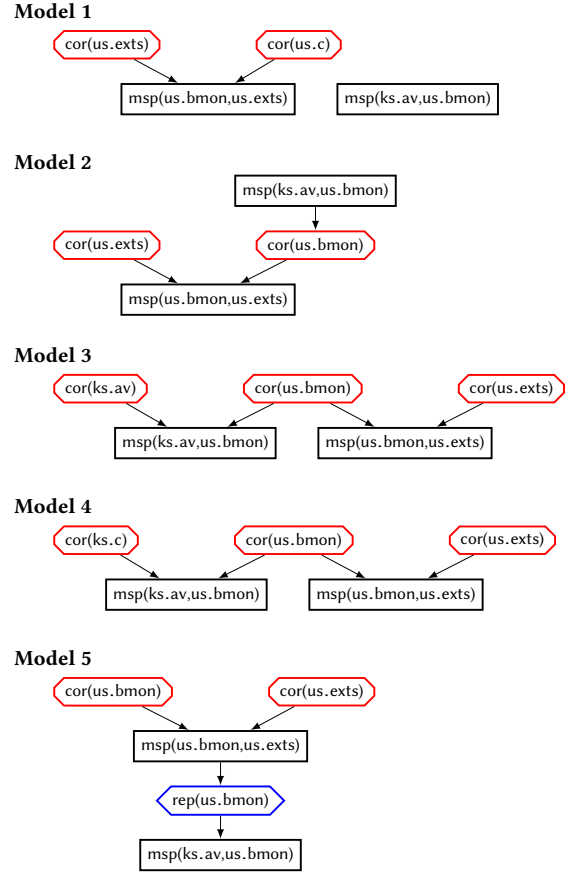 Model 1
cor(us.exts) cor(us.c)
msp(us.bmon,us.exts) msp(ks.av,us.bmon)
Model 2
msp(ks.av,us.bmon)
cor(us.exts) cor(us.bmon)
msp(us.bmon,us.exts)
Model 3
cor(ks.av) cor(us.bmon) cor(us.exts)
msp(ks.av,us.bmon) msp(us.bmon,us.exts)
Model 4
cor(ks.c) cor(us.bmon) cor(us.exts)
msp(ks.av,us.bmon) msp(us.bmon,us.exts)
Model 5
cor(us.bmon) cor(us.exts)
msp(us.bmon,us.exts)
rep(us.bmon)
msp(ks.av,us.bmon)